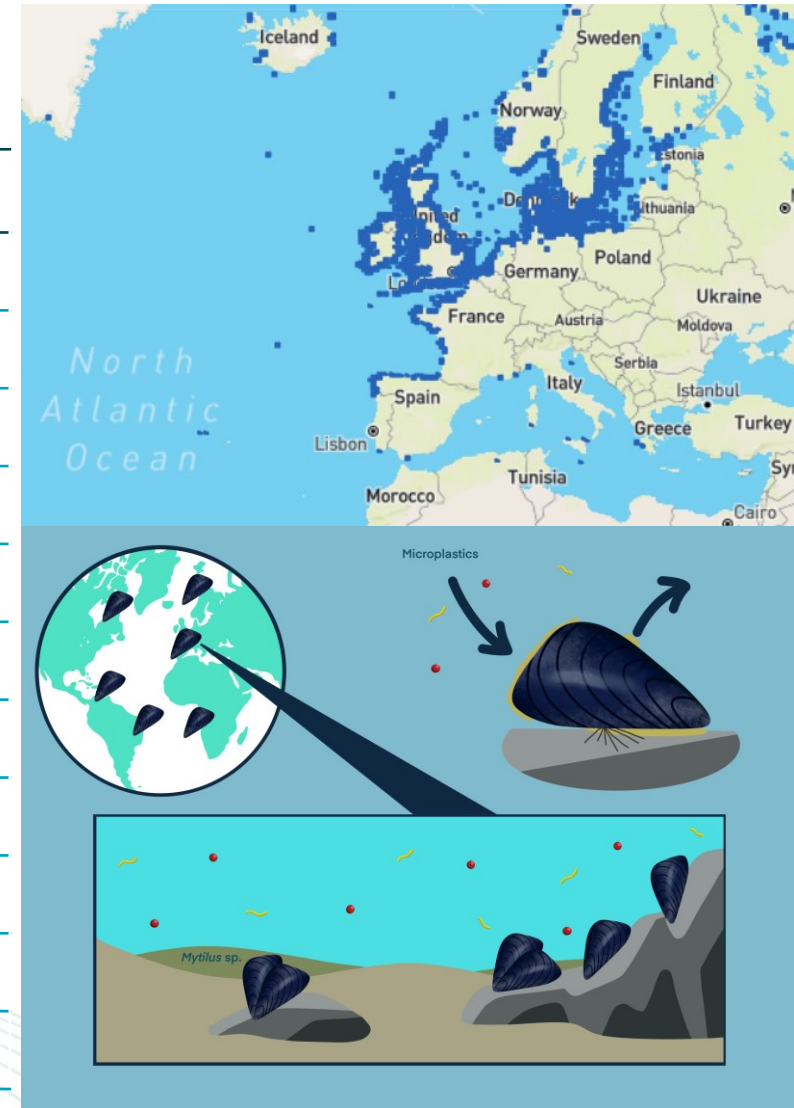 Iceland
Sweden
Finland
Norway
Estonia
Lithuania
Denmark
United
Kingdom
Poland
Germany
Ukraine
France
Austria
Moldova
Serbia
North
Atlantic
Ocean
Italy
Istanbul
Spain
Greece
Turkey
Lisbon
Tunisia
Morocco
Cairo
Microplastics
Mytilus sp.